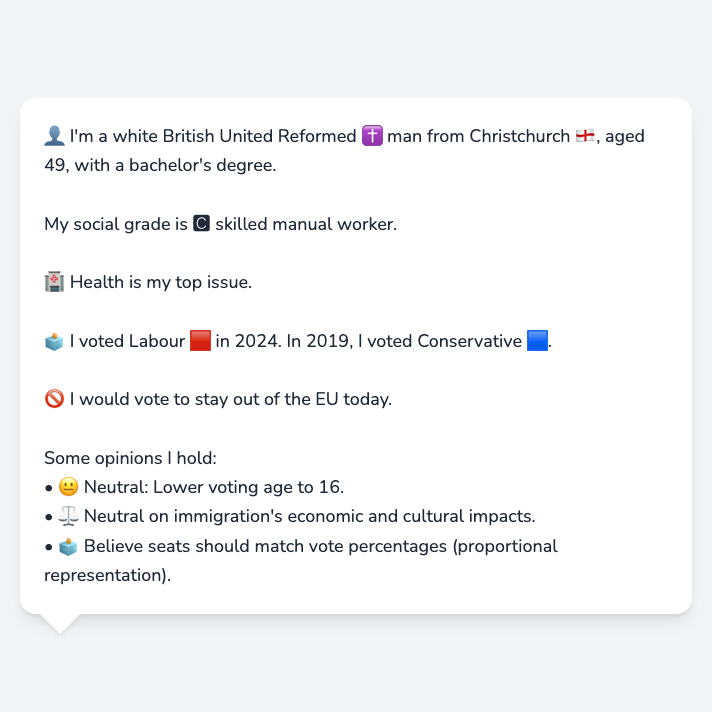 👤 I'm a white British United Reformed ✝️ man from Christchurch 🏴󠁧󠁢󠁥󠁮󠁧󠁿, aged
49, with a bachelor's degree.
My social grade is 🅲 skilled manual worker.
🏥 Health is my top issue.
🗳️ I voted Labour 🟥 in 2024. In 2019, I voted Conservative 🟦.
🚫 I would vote to stay out of the EU today.
Some opinions I hold:
• 😐 Neutral: Lower voting age to 16.
• ⚖️ Neutral on immigration's economic and cultural impacts.
• 🗳️ Believe seats should match vote percentages (proportional
representation).